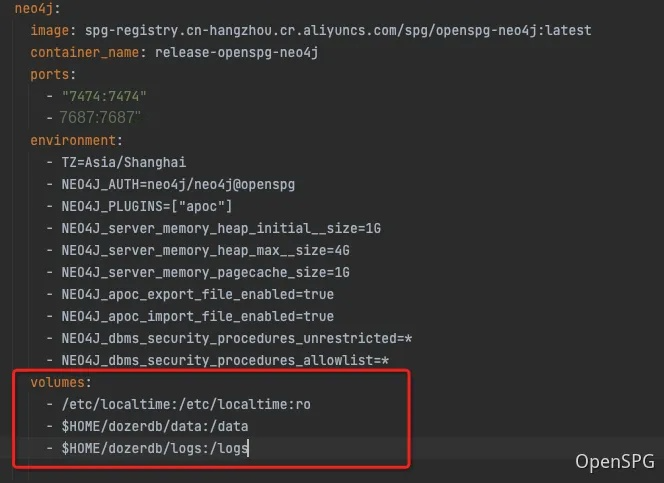 neo4j:
image: spg-registry.cn-hangzhou.cr.aliyuncs.com/spg/openspg-neo4j:latest
container_name: release-openspg-neo4j
ports:
- "7474:7474"
- 7687:7687"
environment:
- TZ=Asia/Shanghai
- NEO4J_AUTH=neo4j/neo4j@openspg
- NEO4J_PLUGINS=["apoc"]
- NEO4J_server_memory_heap_initial__size=1G
- NEO4J_server_memory_heap_max__size=4G
- NEO4J_server_memory_pagecache_size=1G
- NEO4J_apoc_export_file_enabled=true
- NEO4J_apoc_import_file_enabled=true
- NEO4J_dbms_security_procedures_unrestricted=*
- NEO4J_dbms_security_procedures_allowlist=*
volumes:
- /etc/localtime:/etc/localtime:ro
- $HOME/dozerdb/data:/data
- $HOME/dozerdb/logs:/logs
OpenSPG